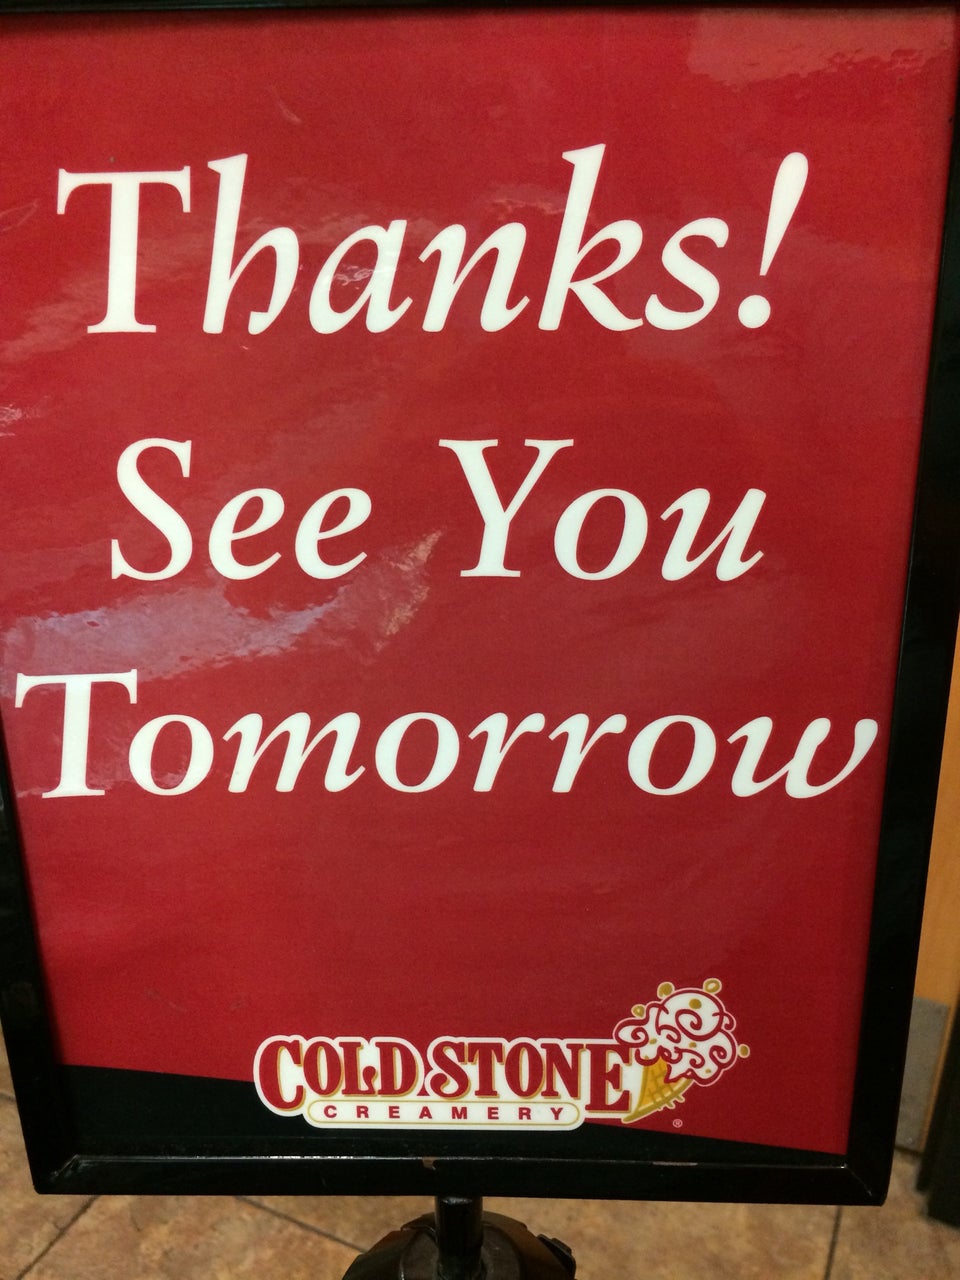 Thanks!
See You
Tomorrow
COLD STONE
CREAMERY
®